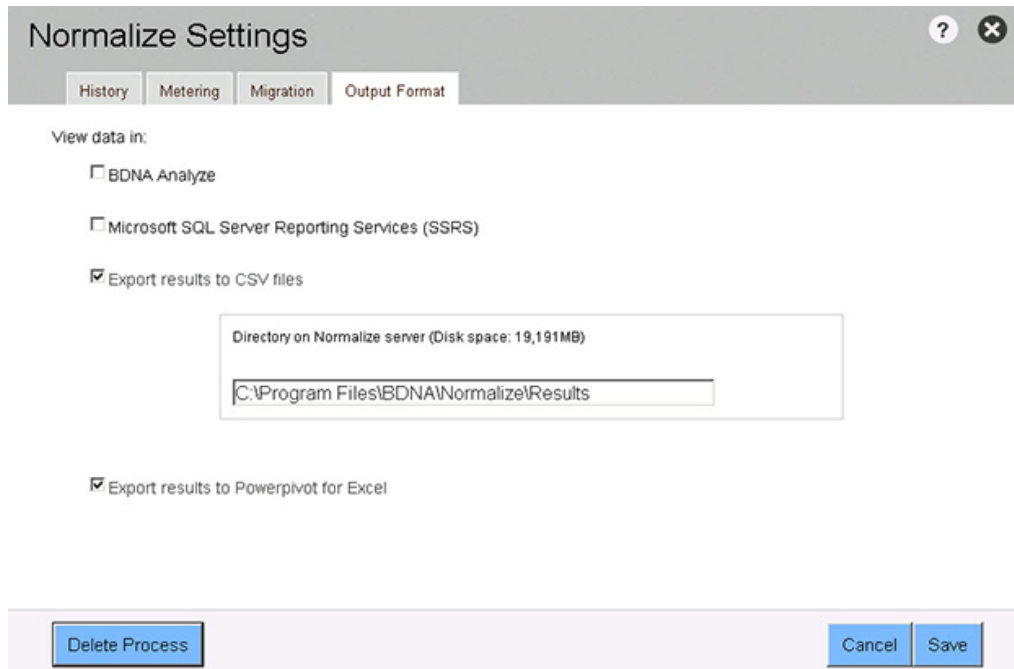 Normalize Settings
?
History Metering Migration Output Format
View data in:
BDNA Analyze
Microsoft SQL Server Reporting Services (SSRS)
Export results to CSV files
Directory on Normalize server (Disk space: 19,191MB)
C:\Program Files\BDNA\Normalize\Results
Export results to Powerpivot for Excel
Delete Process Cancel Save